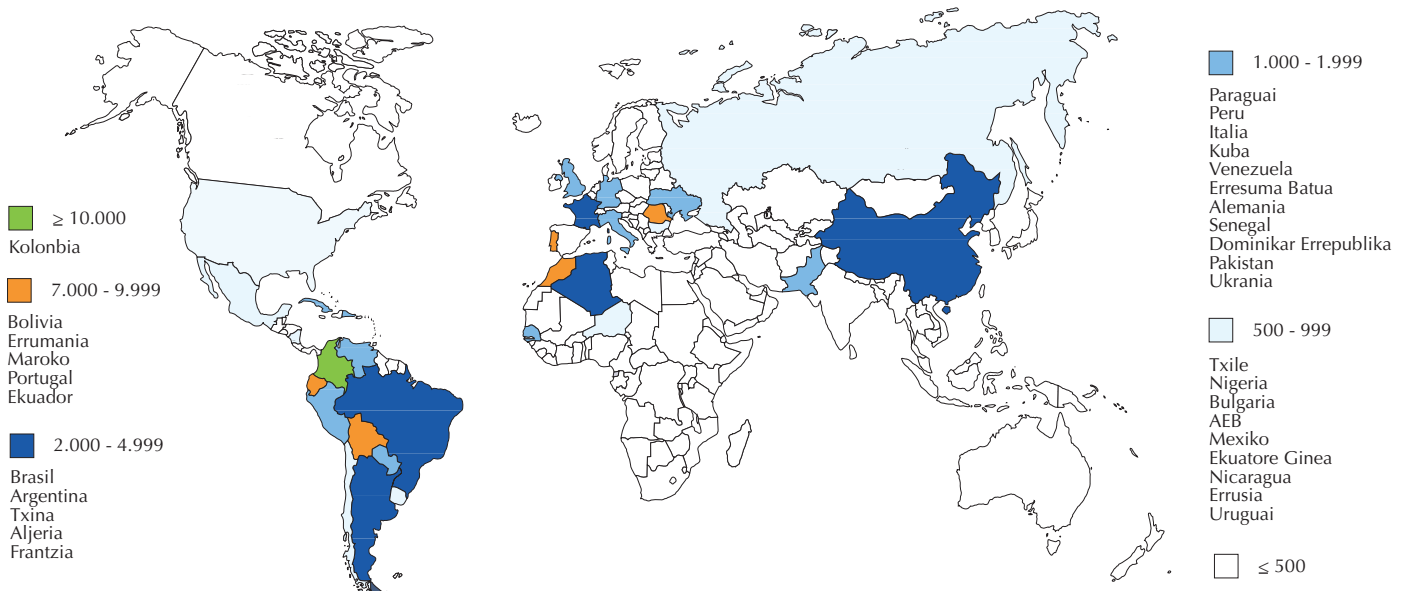 ≥ 10.000
Kolonbia
7.000 - 9.999
Bolivia
Errumania
Maroko
Portugal
Ekuador
2.000 - 4.999
Brasil
Argentina
Txina
Aljeria
Frantzia
1.000 - 1.999
Paraguai
Peru
Italia
Kuba
Venezuela
Erresuma Batua
Alemania
Senegal
Dominikar Errepublika
Pakistan
Ukrania
500 - 999
Txile
Nigeria
Bulgaria
AEB
Mexiko
Ekuatore Ginea
Nicaragua
Errusia
Uruguai
≤ 500